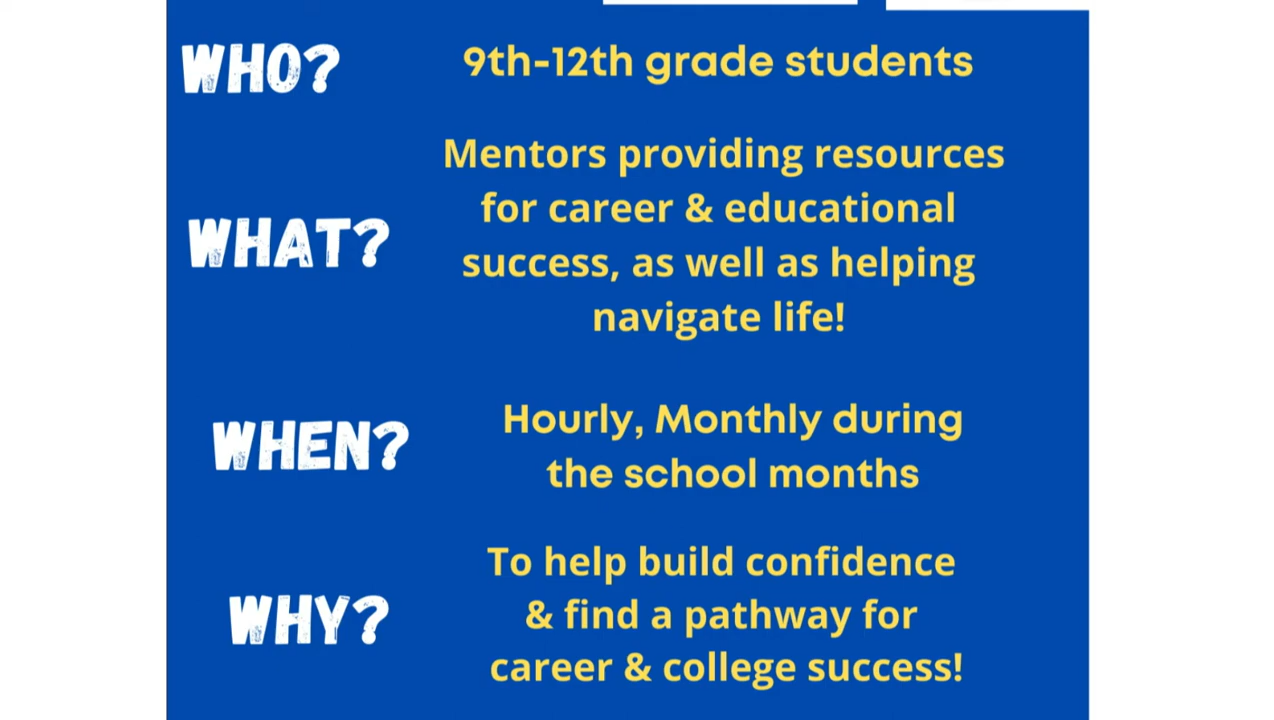 WHO?
9th-12th grade students
WHAT?
Mentors providing resources
for career & educational
success, as well as helping
navigate life!
WHEN?
Hourly, Monthly during
the school months
WHY?
To help build confidence
& find a pathway for
career & college success!